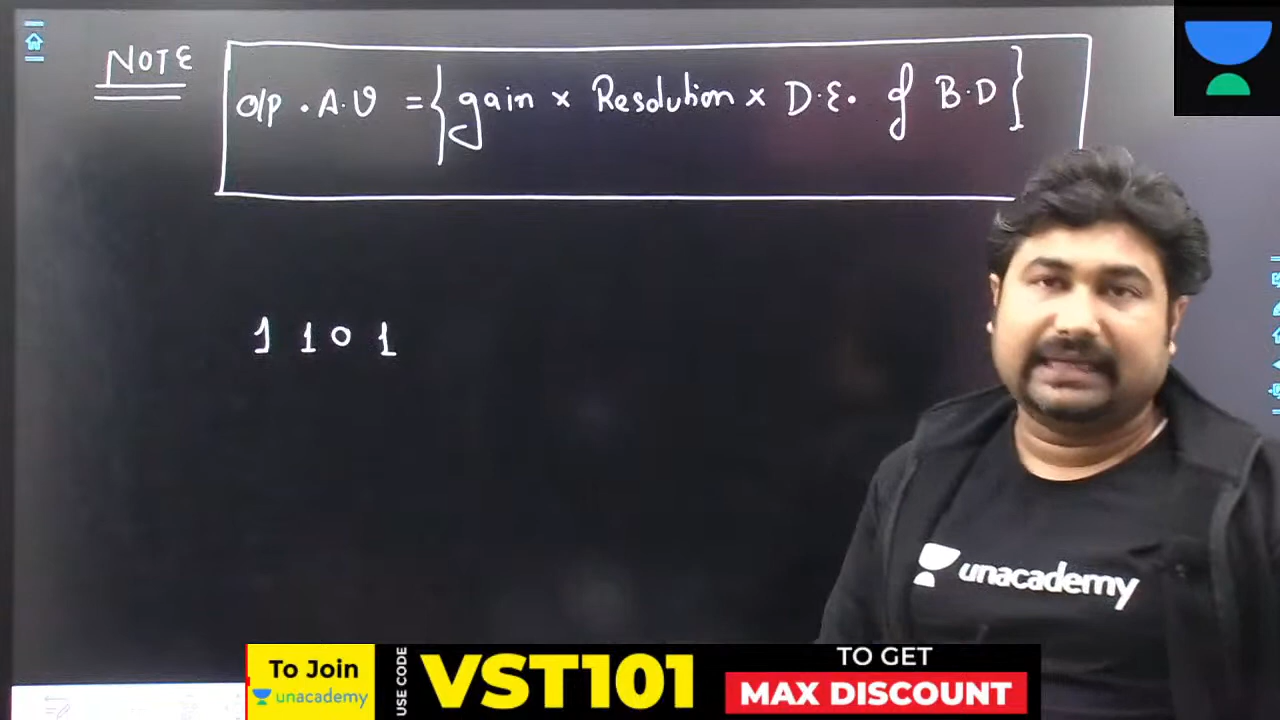 NOTE
o/p . A.V = { gain × Resolution × D.E. of B.D }
1 1 0 1
unacademy
To Join
unacademy
USE CODE
VST101
TO GET
MAX DISCOUNT